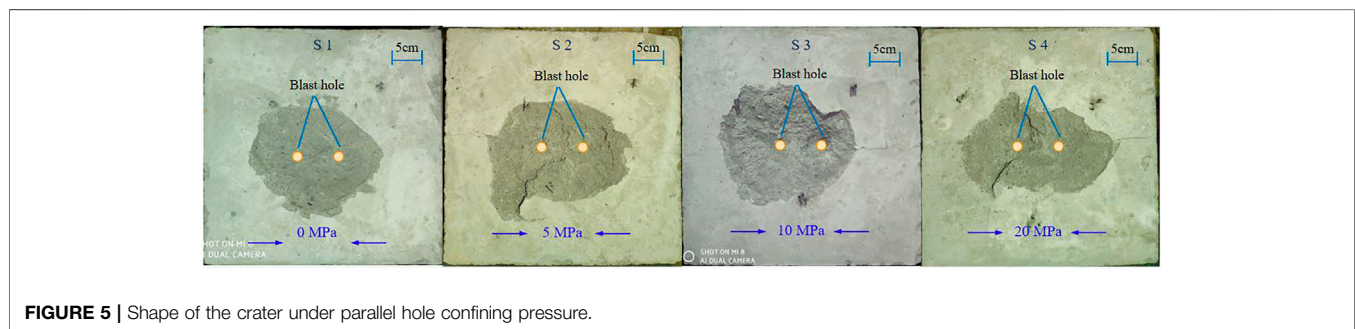 S 1
5cm
Blast hole
0 MPa
SHOT ON MI 8
AI DUAL CAMERA
S 2
5cm
Blast hole
5 MPa
S 3
5cm
Blast hole
10 MPa
SHOT ON MI 8
AI DUAL CAMERA
S 4
5cm
Blast hole
20 MPa
FIGURE 5 | Shape of the crater under parallel hole confining pressure.